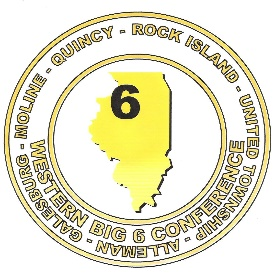 GALESBURG - MOLINE - QUINCY - ROCK ISLAND - UNITED TOWNSHIP - ALLEMAN -
WESTERN BIG 6 CONFERENCE
6